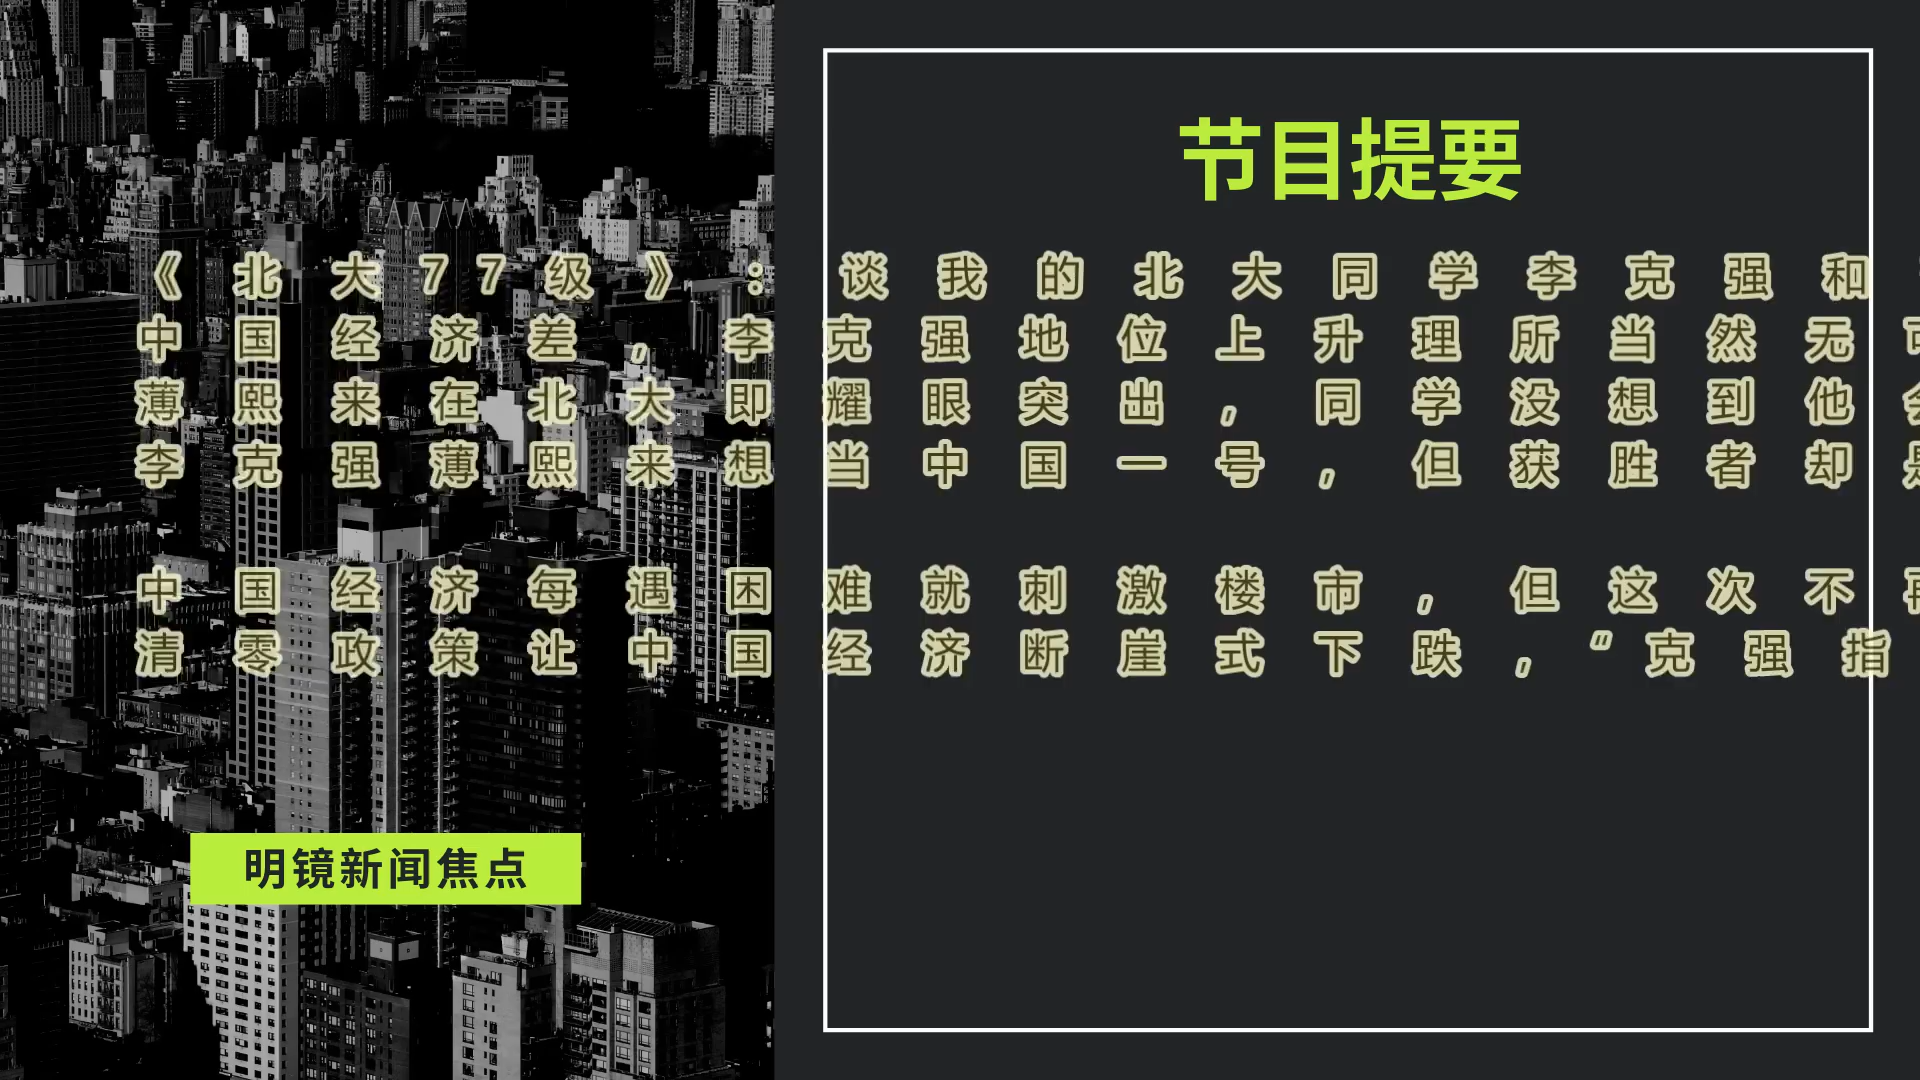 节目提要
《北大77级》：谈我的北大同学李克强和
中国经济差，李克强地位上升理所当然无可
薄熙来在北大即耀眼突出，同学没想到他会
李克强薄熙来想当中国一号，但获胜者却是
中国经济每遇困难就刺激楼市，但这次不再
清零政策让中国经济断崖式下跌，“克强指
明镜新闻焦点